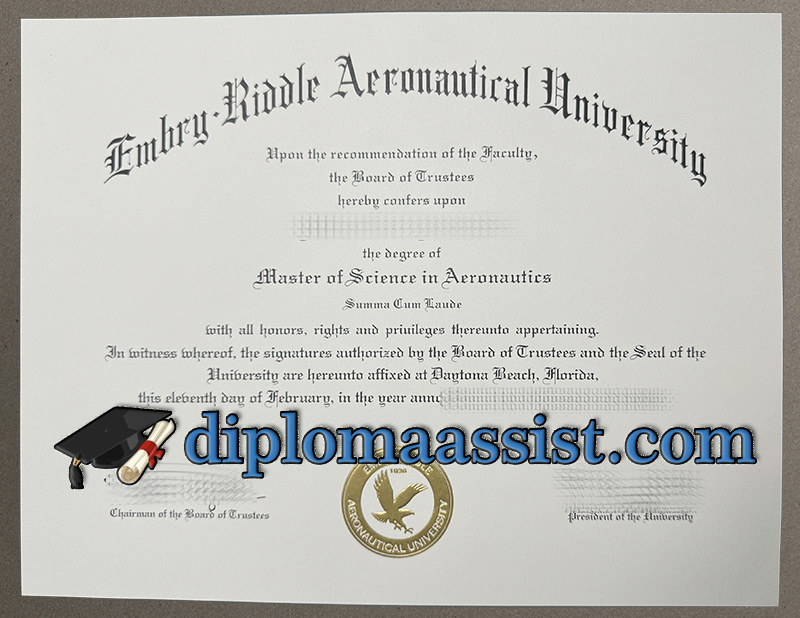 Embry-Riddle Aeronautical University
Upon the recommendation of the Faculty,
the Board of Trustees
hereby confers upon
the degree of
Master of Science in Aeronautics
Summa Cum Laude
with all honors, rights and privileges thereunto appertaining.
In witness whereof, the signatures authorized by the Board of Trustees and the Seal of the
University are hereunto affixed at Daytona Beach, Florida,
this eleventh day of February, in the year
diplomaassist.com
1926
AERONAUTICAL UNIVERSITY
Chairman of the Board of Trustees
President of the University